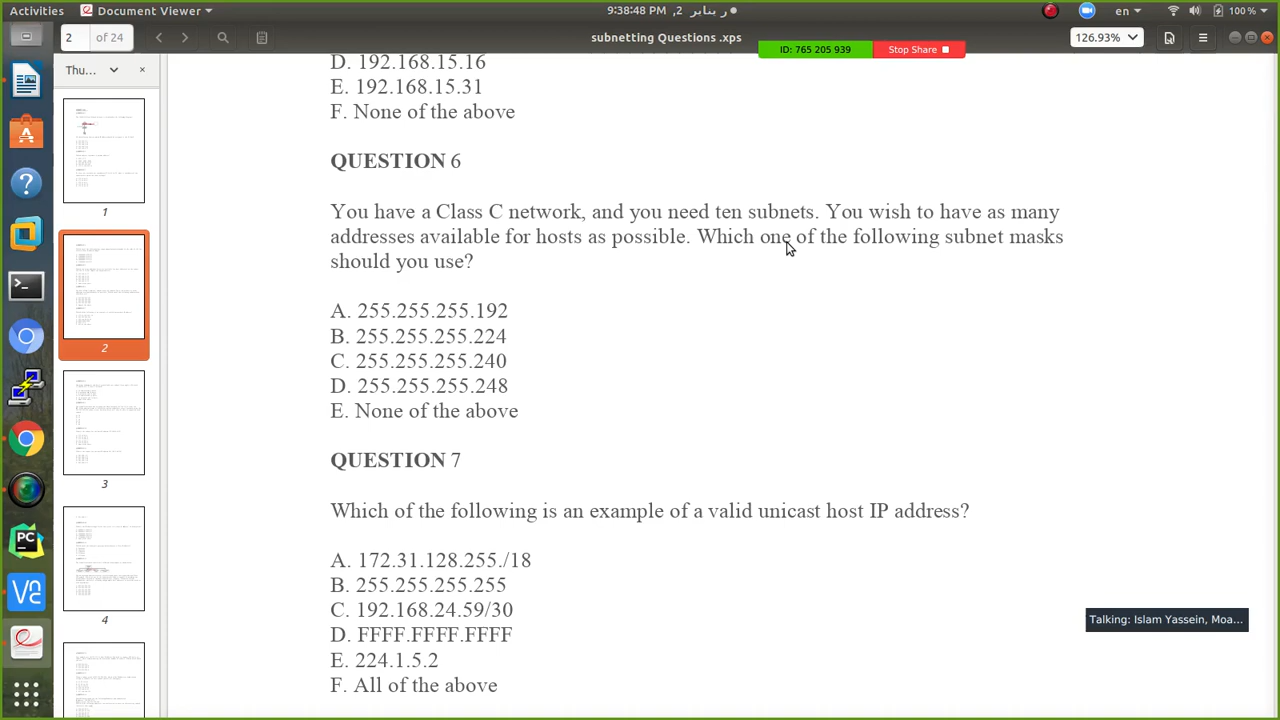 Activities
Document Viewer
9:38:48 PM ,2 ر يناير
en
100 %
2
of 24
subnetting Questions .xps
126.93%
ID: 765 205 939
Stop Share
Thu...
1
2
3
4
D. 192.168.15.16
E. 192.168.15.31
F. None of the above
QUESTION 6
You have a Class C network, and you need ten subnets. You wish to have as many
addresses available for hosts as possible. Which one of the following subnet masks
should you use?
A. 255.255.255.192
B. 255.255.255.224
C. 255.255.255.240
D. 255.255.255.248
E. None of the above
QUESTION 7
Which of the following is an example of a valid unicast host IP address?
A. 172.31.128.255./18
B. 255.255.255.255
C. 192.168.24.59/30
D. FFFF.FFFF.FFFF
E. 224.1.5.2
F. All of the above
Talking: Islam Yassein, Moa...